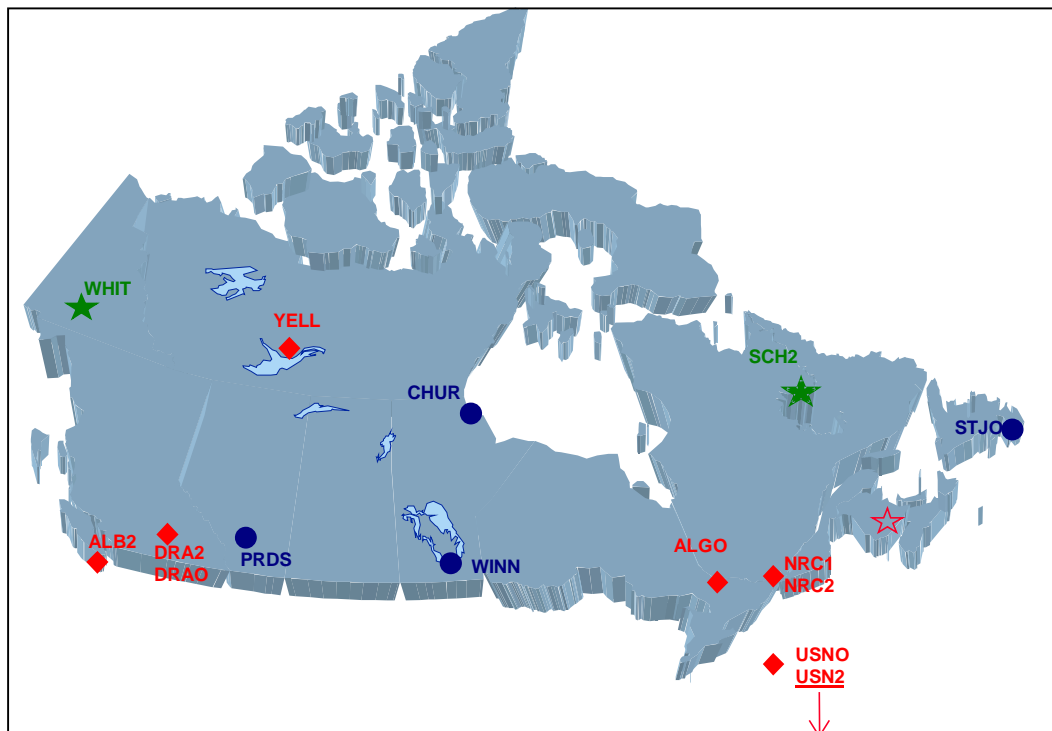 WHIT
YELL
SCH2
CHUR
STJO
ALB2
DRA2
DRAO
PRDS
WINN
ALGO
NRC1
NRC2
USNO
USN2